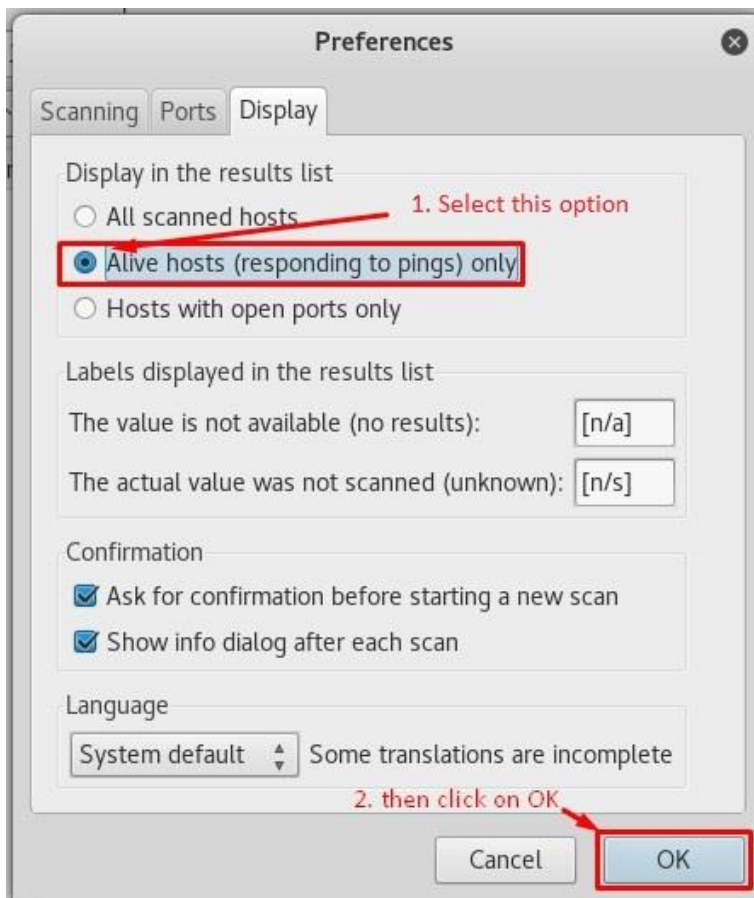 Preferences
Scanning Ports Display
Display in the results list
All scanned hosts
1. Select this option
Alive hosts (responding to pings) only
Hosts with open ports only
Labels displayed in the results list
The value is not available (no results): [n/a]
The actual value was not scanned (unknown): [n/s]
Confirmation
Ask for confirmation before starting a new scan
Show info dialog after each scan
Language
System default Some translations are incomplete
2. then click on OK
Cancel OK